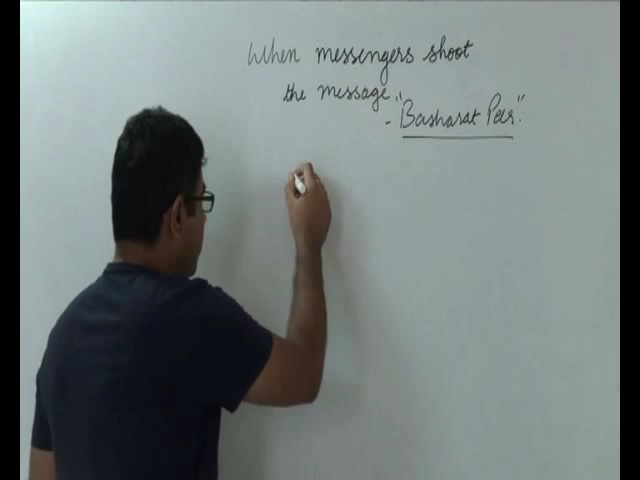 When messengers shoot
the message.
- "Basharat Peer".